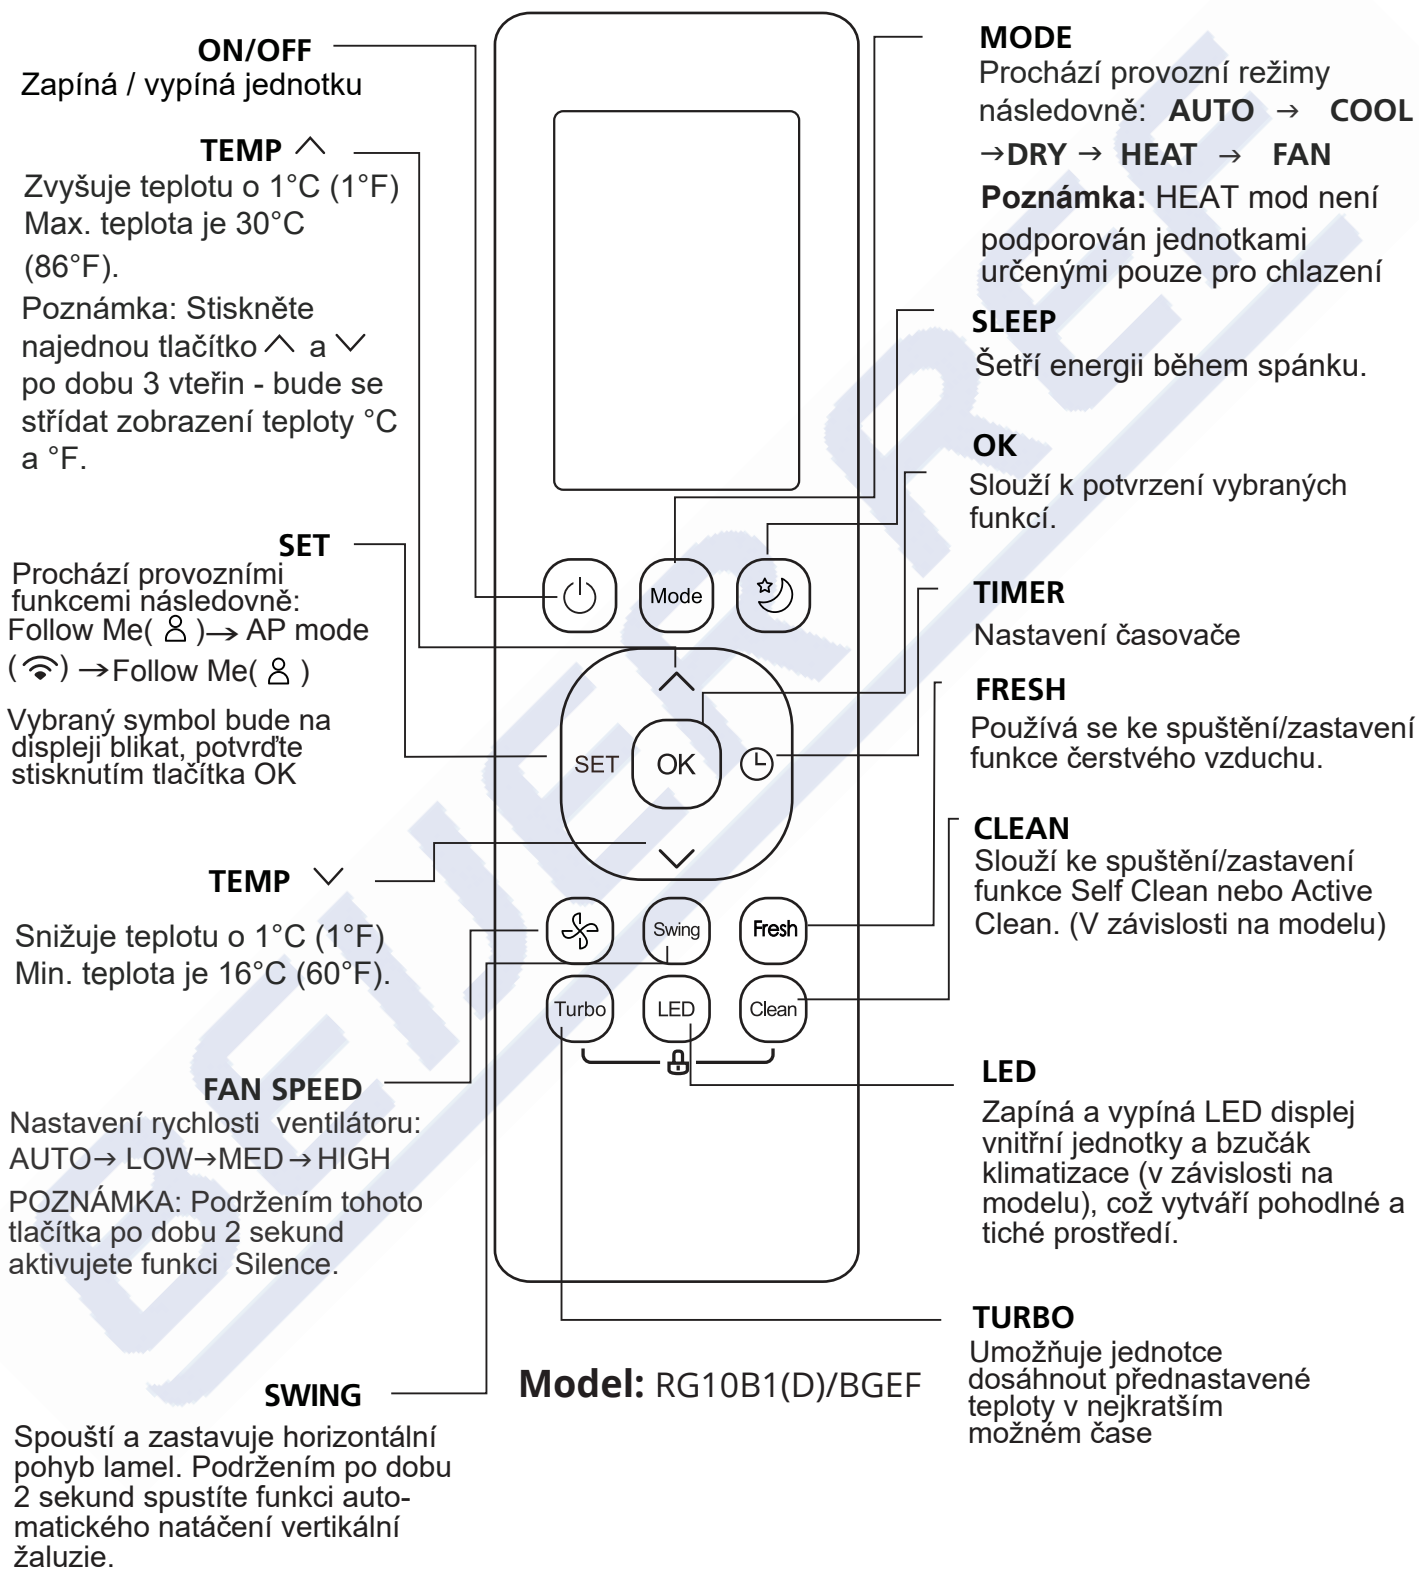 ON/OFF
Zapíná / vypíná jednotku
TEMP
Zvyšuje teplotu o 1°C (1°F)
Max. teplota je 30°C
(86°F).
Poznámka: Stiskněte
najednou tlačítko a
po dobu 3 vteřin - bude se
střídat zobrazení teploty °C
a °F.
SET
Prochází provozními
funkcemi následovně:
Follow Me( )→ AP mode
( ) →Follow Me( )
Vybraný symbol bude na
displeji blikat, potvrďte
stisknutím tlačítka OK
TEMP
Snižuje teplotu o 1°C (1°F)
Min. teplota je 16°C (60°F).
FAN SPEED
Nastavení rychlosti ventilátoru:
AUTO→ LOW→MED→HIGH
POZNÁMKA: Podržením tohoto
tlačítka po dobu 2 sekund
aktivujete funkci Silence.
SWING
Spouští a zastavuje horizontální
pohyb lamel. Podržením po dobu
2 sekund spustíte funkci auto-
matického natáčení vertikální
žaluzie.
Mode
SET
OK
Swing
Fresh
Turbo
LED
Clean
Model: RG10B1(D)/BGEF
MODE
Prochází provozní režimy
následovně: AUTO → COOL
→DRY → HEAT → FAN
Poznámka: HEAT mod není
podporován jednotkami
určenými pouze pro chlazení
SLEEP
Šetří energii během spánku.
OK
Slouží k potvrzení vybraných
funkcí.
TIMER
Nastavení časovače
FRESH
Používá se ke spuštění/zastavení
funkce čerstvého vzduchu.
CLEAN
Slouží ke spuštění/zastavení
funkce Self Clean nebo Active
Clean. (V závislosti na modelu)
LED
Zapíná a vypíná LED displej
vnitřní jednotky a bzučák
klimatizace (v závislosti na
modelu), což vytváří pohodlné a
tiché prostředí.
TURBO
Umožňuje jednotce
dosáhnout přednastavené
teploty v nejkratším
možném čase
BEIJER REF